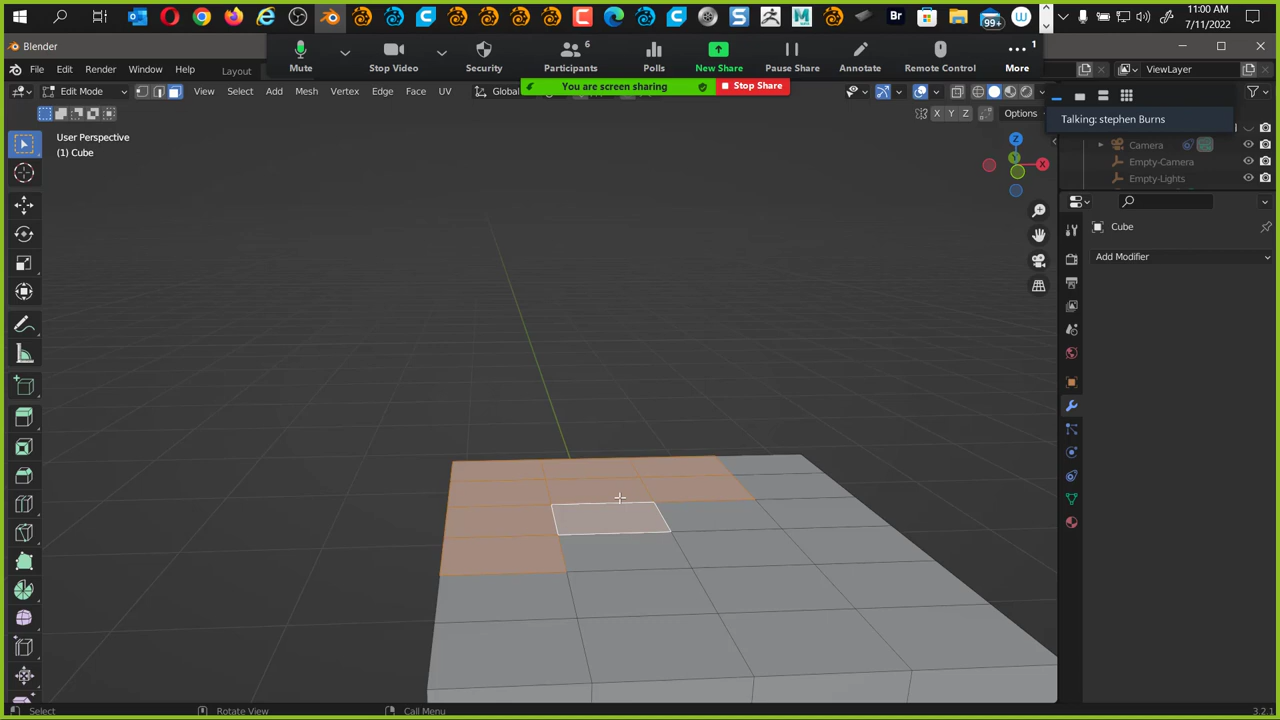 11:00 AM
7/11/2022
Br
99+
Blender
6
Mute
Stop Video
Security
Participants
Polls
New Share
Pause Share
Annotate
Remote Control
More
File Edit Render Window Help Layout
ViewLayer
You are screen sharing
Stop Share
Edit Mode View Select Add Mesh Vertex Edge Face UV Global
Talking: stephen Burns
X Y Z Options
User Perspective
(1) Cube
Z
Y
X
Camera
Empty-Camera
Empty-Lights
Cube
Add Modifier
Select Rotate View Call Menu 3.2.1